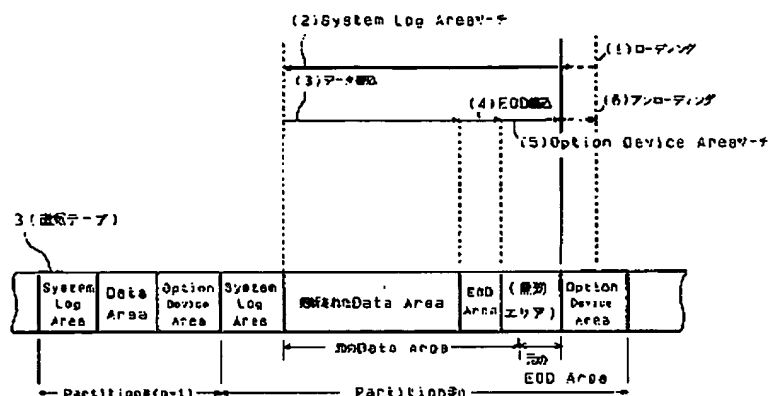 (2)System Log Areaサーチ
(1)ローディング
(3)データ書込
(4)EOD書込
(6)アンローディング
(5)Option Device Areaサーチ
3(磁気テープ)
System Log Area
Data Area
Option Device Area
System Log Area
Data Area
EOD Area
(無効エリア)
Option Device Area
元のData Area
元の
EOD Area
Partition#(n-1)
Partition#n